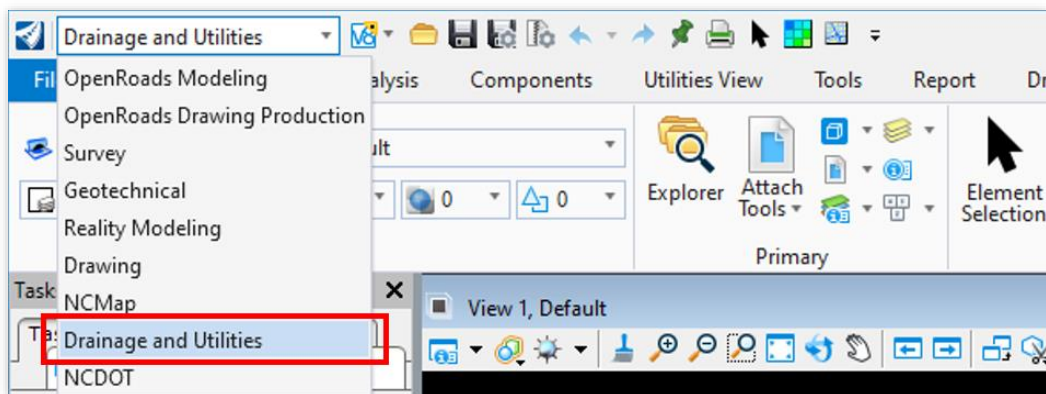 Drainage and Utilities
Fil
alysis
Components
Utilities View
Tools
Report
Dr
OpenRoads Modeling
OpenRoads Drawing Production
Survey
Geotechnical
Reality Modeling
Drawing
NCMap
Drainage and Utilities
NCDOT
ult
0
0
Explorer
Attach
Tools
Element
Selection
Primary
Task
Ta
View 1, Default